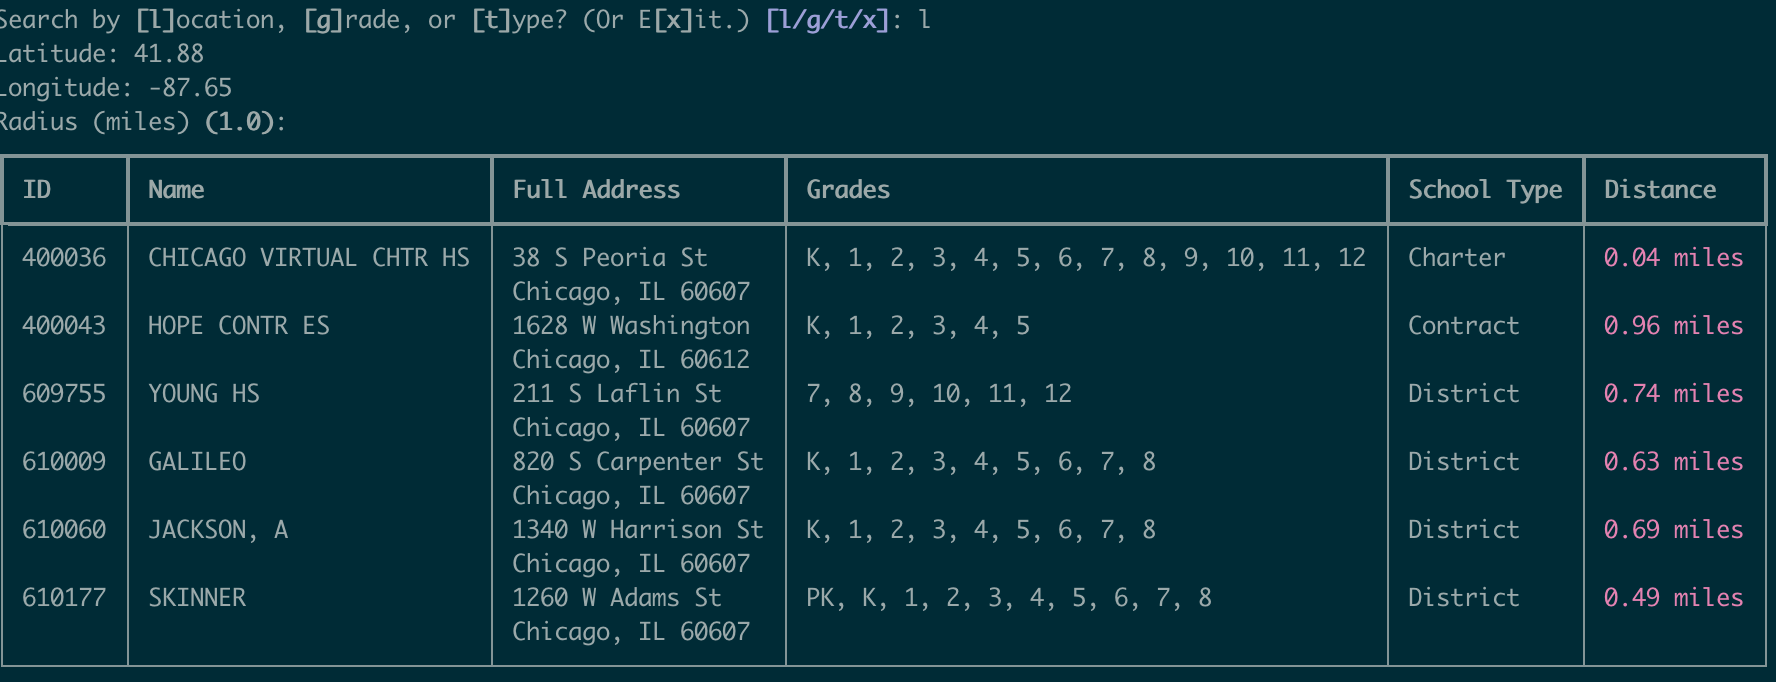 Search by [l]ocation, [g]rade, or [t]ype? (Or E[x]it.) [l/g/t/x]: l
Latitude: 41.88
Longitude: -87.65
Radius (miles) (1.0):
ID Name Full Address Grades School Type Distance
400036 CHICAGO VIRTUAL CHTR HS 38 S Peoria St K, 1, 2, 3, 4, 5, 6, 7, 8, 9, 10, 11, 12 Charter 0.04 miles
Chicago, IL 60607
400043 HOPE CONTR ES 1628 W Washington K, 1, 2, 3, 4, 5 Contract 0.96 miles
Chicago, IL 60612
609755 YOUNG HS 211 S Laflin St 7, 8, 9, 10, 11, 12 District 0.74 miles
Chicago, IL 60607
610009 GALILEO 820 S Carpenter St K, 1, 2, 3, 4, 5, 6, 7, 8 District 0.63 miles
Chicago, IL 60607
610060 JACKSON, A 1340 W Harrison St K, 1, 2, 3, 4, 5, 6, 7, 8 District 0.69 miles
Chicago, IL 60607
610177 SKINNER 1260 W Adams St PK, K, 1, 2, 3, 4, 5, 6, 7, 8 District 0.49 miles
Chicago, IL 60607